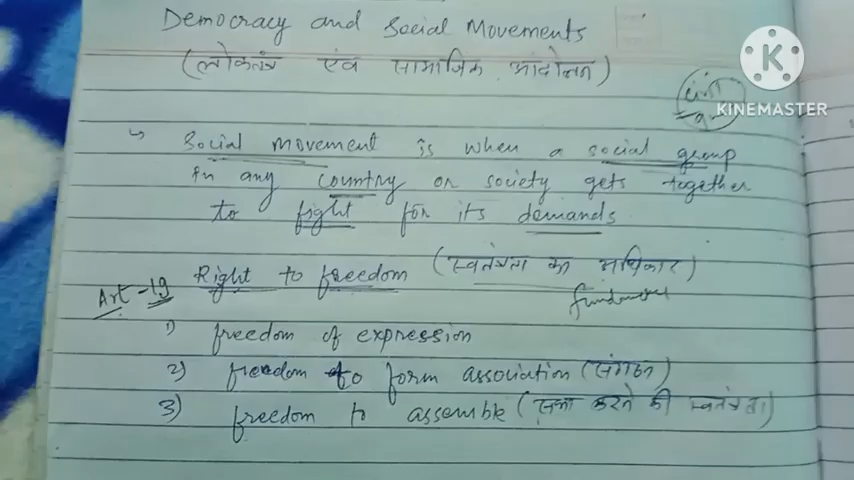 Democracy and Social Movements
(लोकतंत्र एंव सामाजिक आंदोलन)
K
KINEMASTER
Social movement is when a social group
in any country or society gets together
to fight for its demands
Art-19 Right to freedom (स्वतंत्रता का अधिकार)
1) freedom of expression
2) freedom to form association (संगठन)
3) freedom to assemble (सभा करने की स्वतंत्रता)